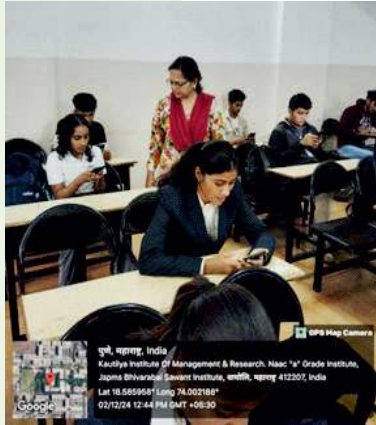 GPS Map Camera
पुणे, महाराष्ट्र, India
Kautilya Institute Of Management & Research. Naac "a" Grade Institute,
Japms Bhivarabai Sawant Institute, वाघोली, महाराष्ट्र 412207, India
Lat 18.585958° Long 74.002188°
02/12/24 12:44 PM GMT +05:30
Google